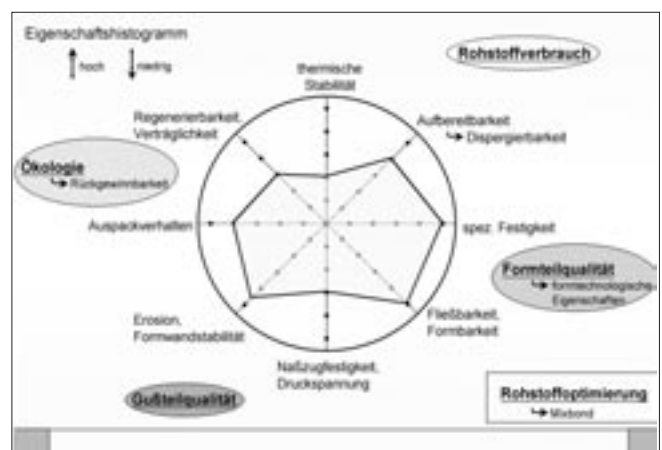 Eigenschaftshistogramm
hoch
niedrig
Rohstoffverbrauch
thermische
Stabilität
Regenerierbarkeit,
Verträglichkeit
Aufbereitbarkeit
↳ Dispergierbarkeit
Ökologie
↳ Rückgewinnbarkeit
Auspackverhalten
spez. Festigkeit
Formteilqualität
↳ formtechnologische
Eigenschaften
Erosion,
Formwandstabilität
Fließbarkeit,
Formbarkeit
Naßzugfestigkeit,
Druckspannung
Gußteilqualität
Rohstoffoptimierung
↳ Mixbond